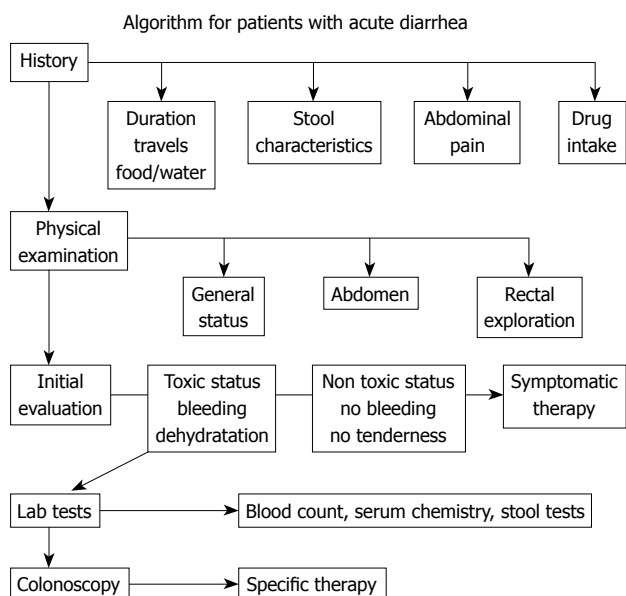 Algorithm for patients with acute diarrhea
History
Duration
travels
food/water
Stool
characteristics
Abdominal
pain
Drug
intake
Physical
examination
General
status
Abdomen
Rectal
exploration
Initial
evaluation
Toxic status
bleeding
dehydratation
Non toxic status
no bleeding
no tenderness
Symptomatic
therapy
Lab tests
Blood count, serum chemistry, stool tests
Colonoscopy
Specific therapy